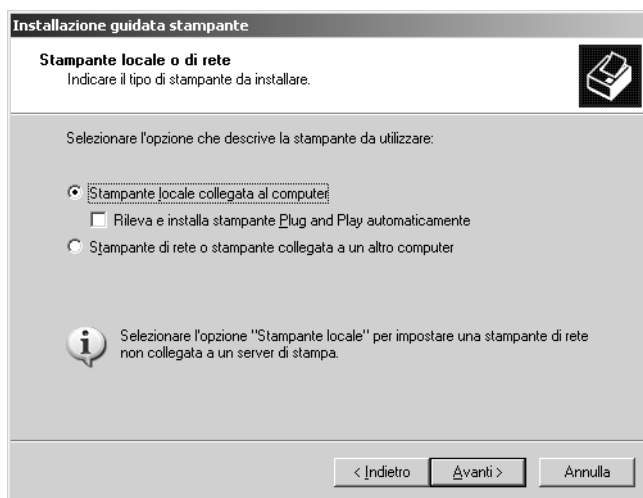 Installazione guidata stampante
Stampante locale o di rete
Indicare il tipo di stampante da installare.
Selezionare l'opzione che descrive la stampante da utilizzare:
Stampante locale collegata al computer
Rileva e installa stampante Plug and Play automaticamente
Stampante di rete o stampante collegata a un altro computer
Selezionare l'opzione "Stampante locale" per impostare una stampante di rete
non collegata a un server di stampa.
< Indietro
Avanti >
Annulla